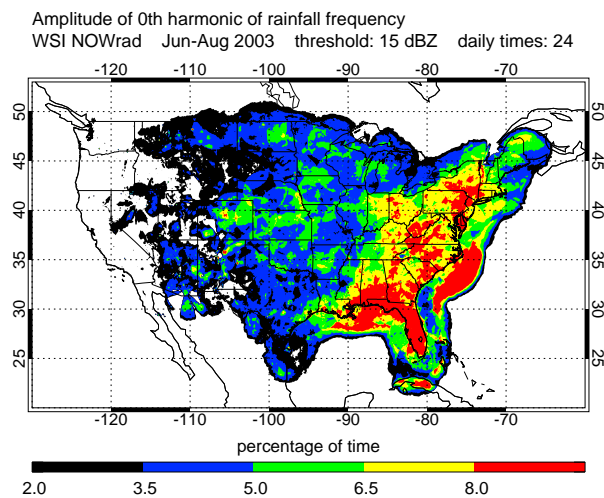 Amplitude of 0th harmonic of rainfall frequency
WSI NOWrad Jun-Aug 2003 threshold: 15 dBZ daily times: 24
-120 -110 -100 -90 -80 -70
50 50
45 45
40 40
35 35
30 30
25 25
-120 -110 -100 -90 -80 -70
percentage of time
2.0 3.5 5.0 6.5 8.0